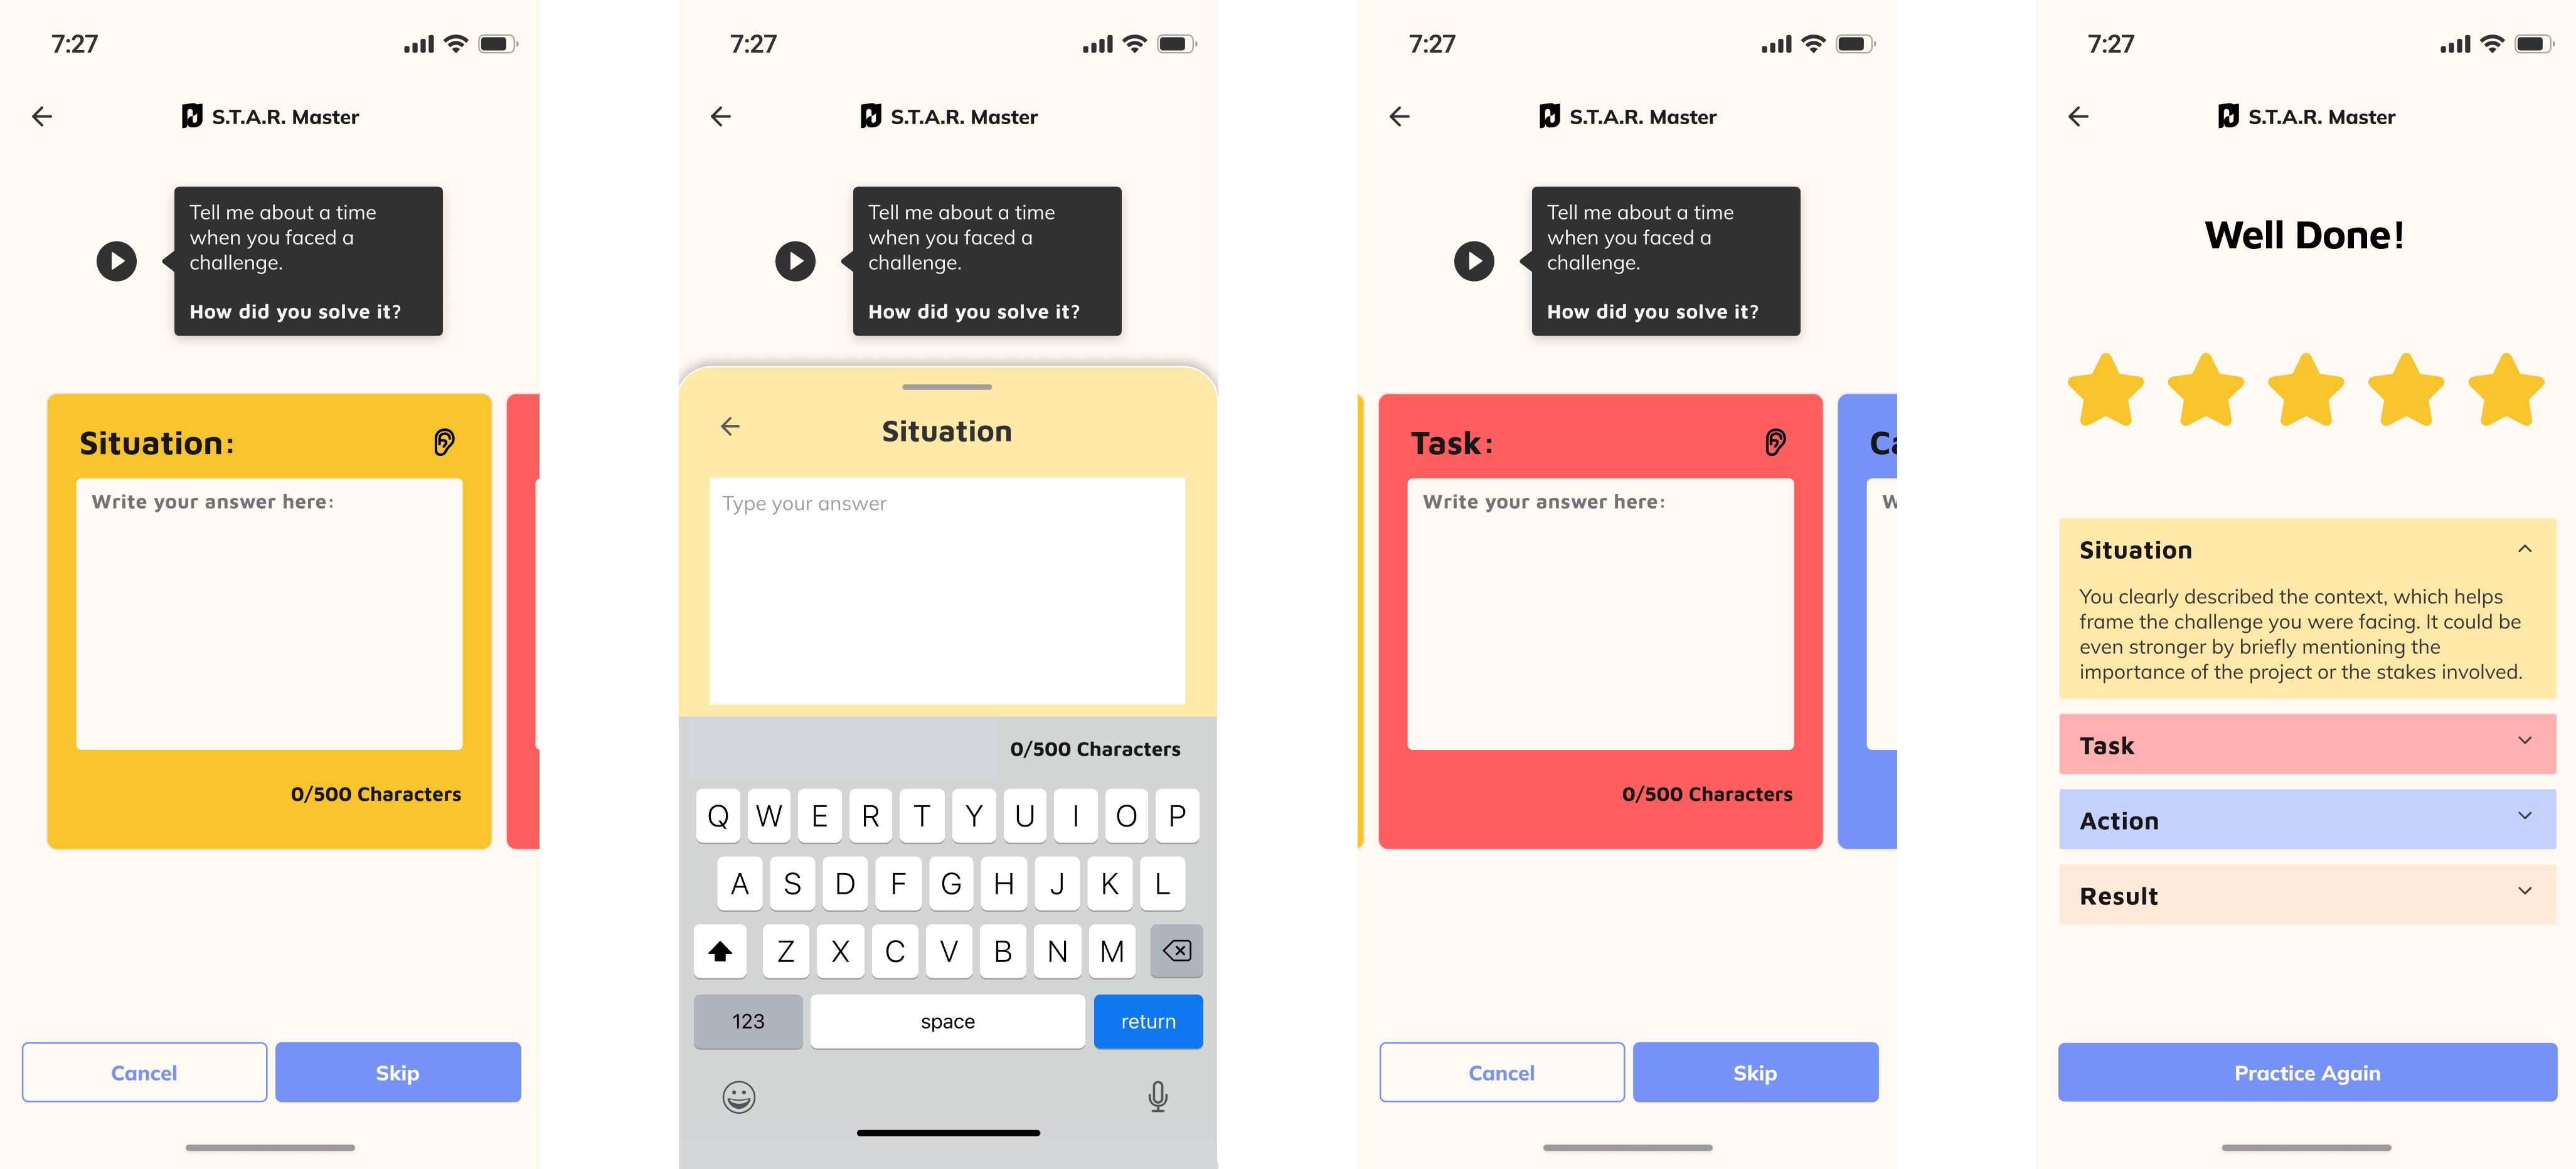 7:27
S.T.A.R. Master
Tell me about a time
when you faced a
challenge.
How did you solve it?
Situation:
Write your answer here:
0/500 Characters
Cancel
Skip
7:27
S.T.A.R. Master
Tell me about a time
when you faced a
challenge.
How did you solve it?
Situation
Type your answer
0/500 Characters
Q W E R T Y U I O P
A S D F G H J K L
Z X C V B N M
123 space return
7:27
S.T.A.R. Master
Tell me about a time
when you faced a
challenge.
How did you solve it?
Task:
Write your answer here:
0/500 Characters
Cancel
Skip
7:27
S.T.A.R. Master
Well Done!
Situation
You clearly described the context, which helps
frame the challenge you were facing. It could be
even stronger by briefly mentioning the
importance of the project or the stakes involved.
Task
Action
Result
Practice Again